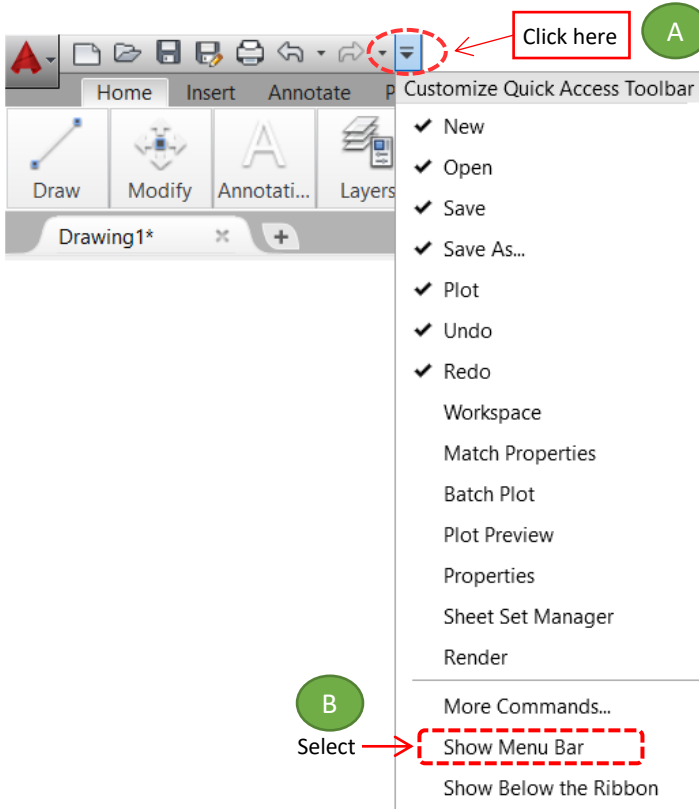 Click here
A
Home Insert Annotate P
Customize Quick Access Toolbar
Draw Modify Annotati... Layers
Drawing1*
New
Open
Save
Save As...
Plot
Undo
Redo
Workspace
Match Properties
Batch Plot
Plot Preview
Properties
Sheet Set Manager
Render
More Commands...
B
Select
Show Menu Bar
Show Below the Ribbon